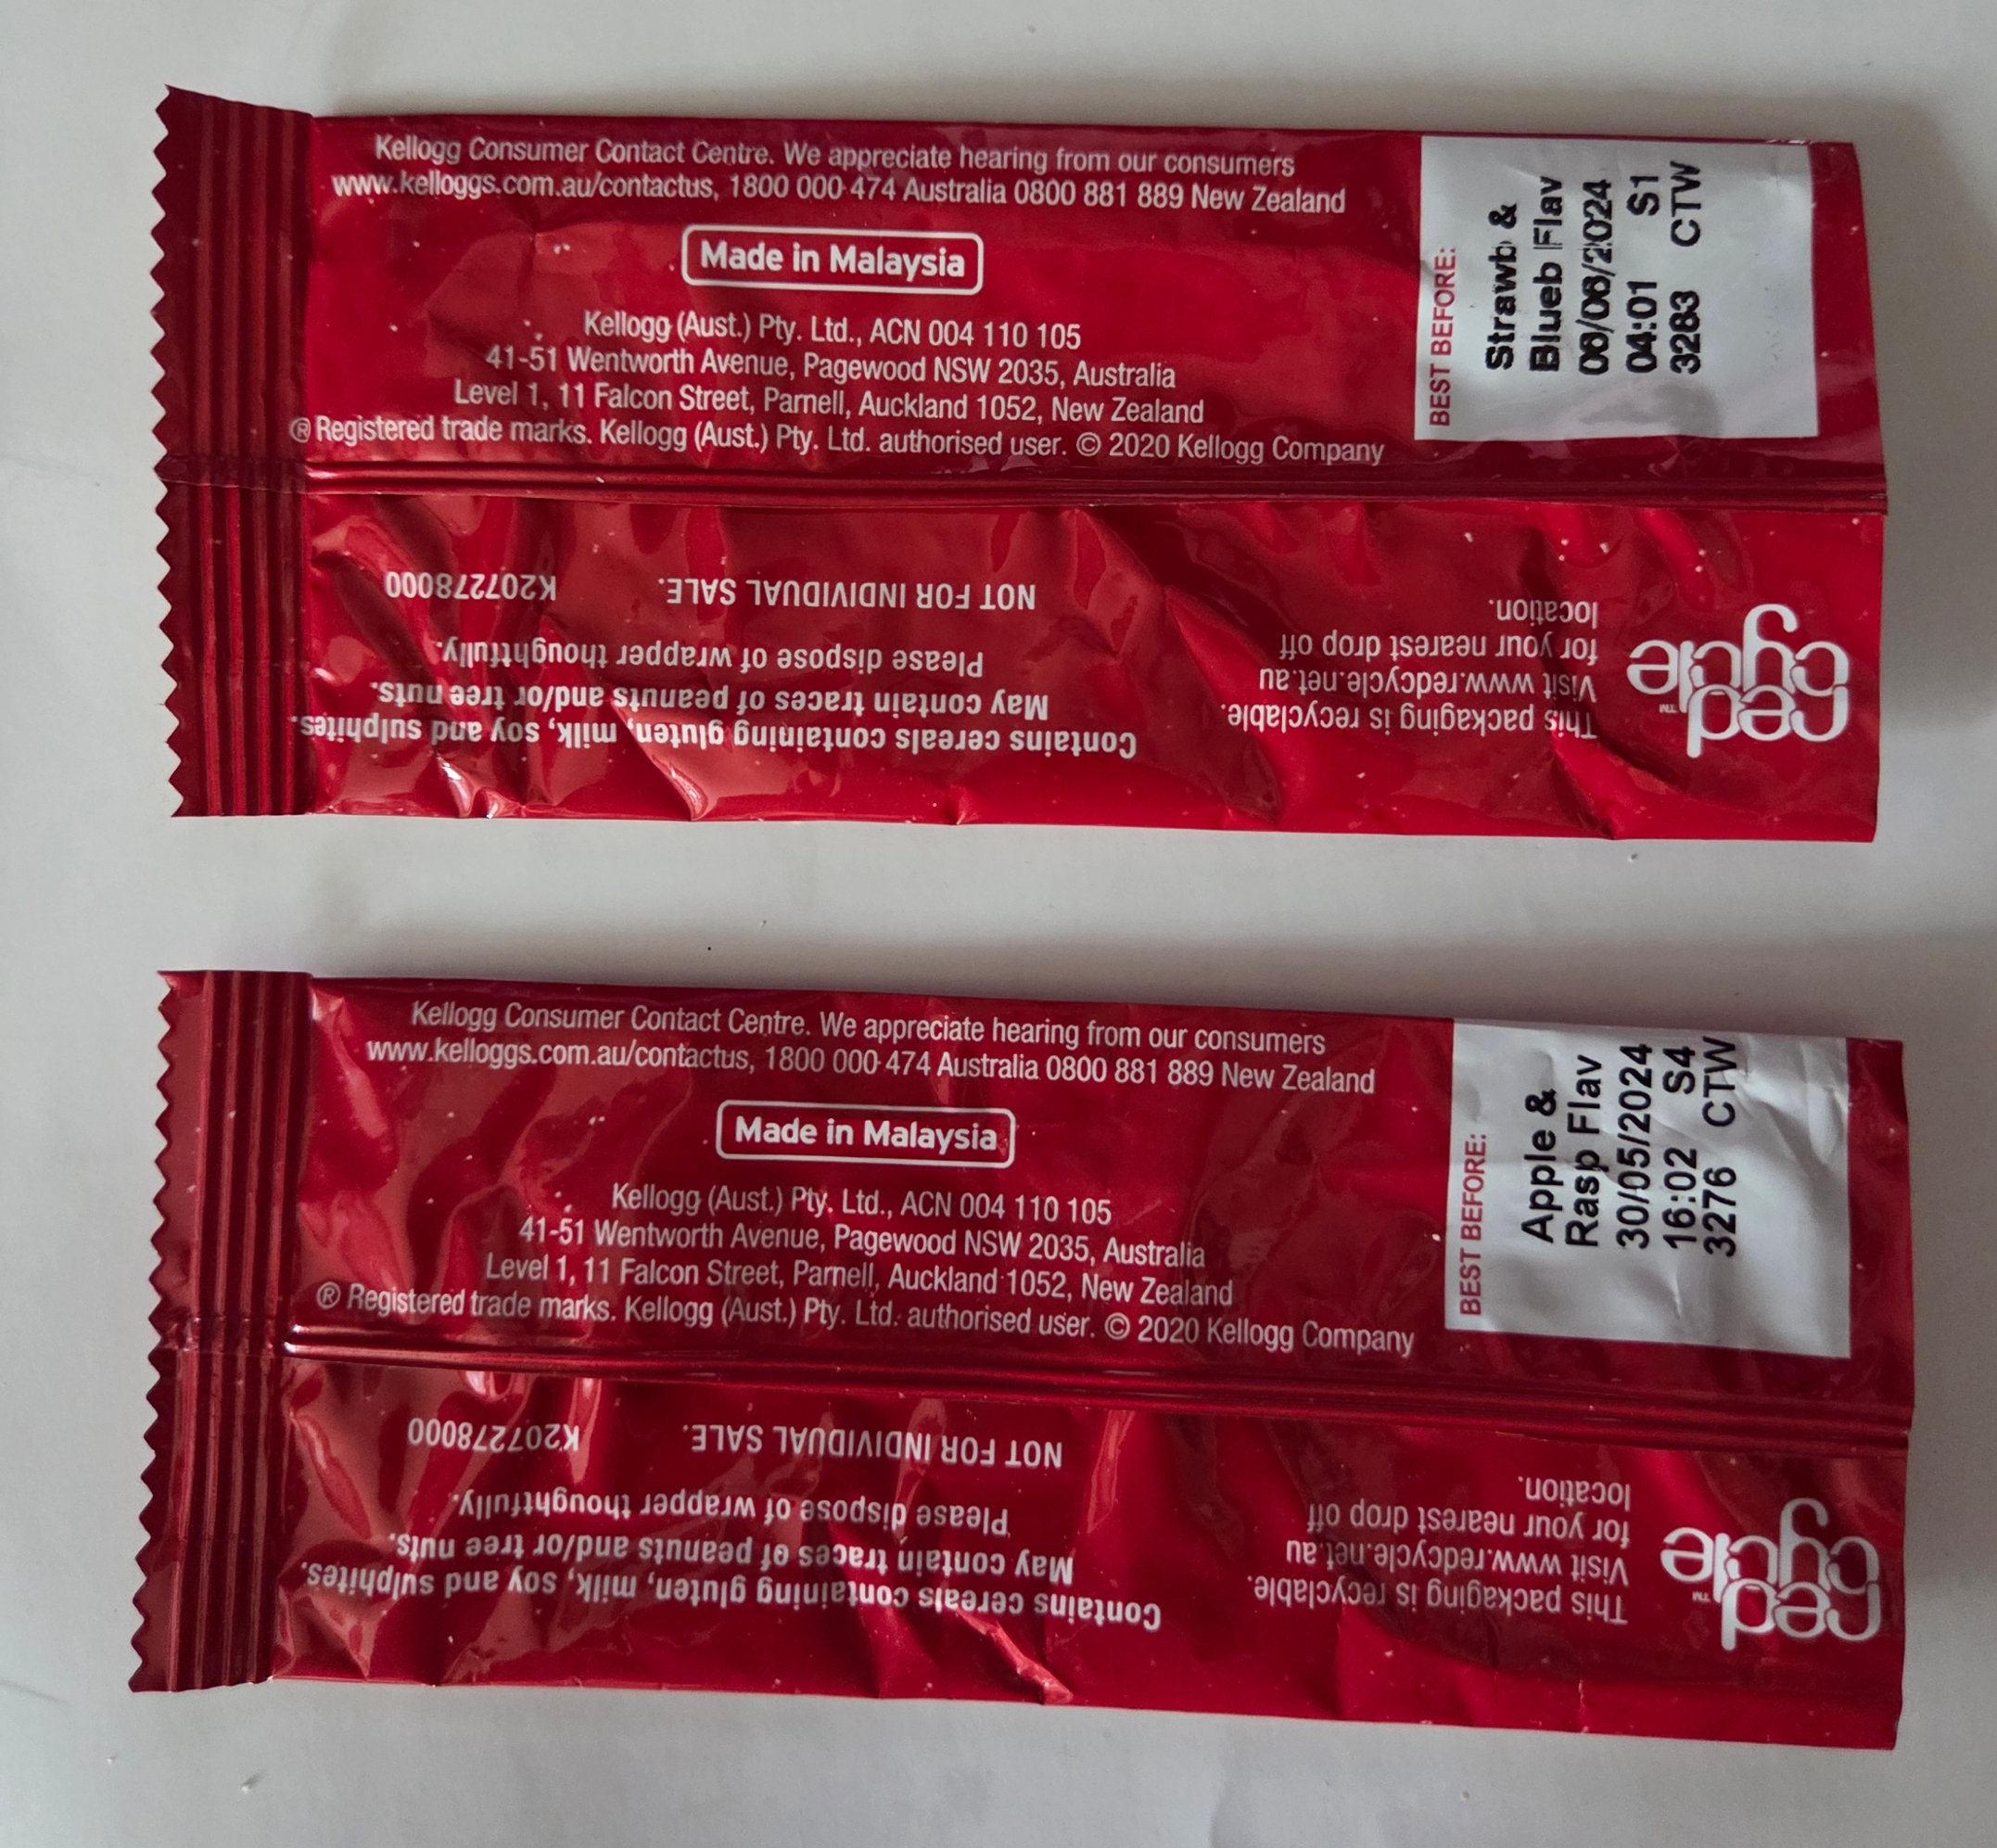 Kellogg Consumer Contact Centre. We appreciate hearing from our consumers
www.kelloggs.com.au/contactus, 1800 000 474 Australia 0800 881 889 New Zealand
Made in Malaysia
Kellogg (Aust.) Pty. Ltd., ACN 004 110 105
41-51 Wentworth Avenue, Pagewood NSW 2035, Australia
Level 1, 11 Falcon Street, Parnell, Auckland 1052, New Zealand
® Registered trade marks. Kellogg (Aust.) Pty. Ltd. authorised user. © 2020 Kellogg Company
BEST BEFORE:
Strawb &
Blueb Flav
06/06/2024
04:01 S1
3283 CTW
Contains cereals containing gluten, milk, soy and sulphites.
May contain traces of peanuts and/or tree nuts.
Please dispose of wrapper thoughtfully.
NOT FOR INDIVIDUAL SALE. K207278000
red
cycle™
This packaging is recyclable.
Visit www.redcycle.net.au
for your nearest drop off
location.
Kellogg Consumer Contact Centre. We appreciate hearing from our consumers
www.kelloggs.com.au/contactus, 1800 000 474 Australia 0800 881 889 New Zealand
Made in Malaysia
Kellogg (Aust.) Pty. Ltd., ACN 004 110 105
41-51 Wentworth Avenue, Pagewood NSW 2035, Australia
Level 1, 11 Falcon Street, Parnell, Auckland 1052, New Zealand
® Registered trade marks. Kellogg (Aust.) Pty. Ltd. authorised user. © 2020 Kellogg Company
BEST BEFORE:
Apple &
Rasp Flav
30/05/2024
16:02 S4
3276 CTW
Contains cereals containing gluten, milk, soy and sulphites.
May contain traces of peanuts and/or tree nuts.
Please dispose of wrapper thoughtfully.
NOT FOR INDIVIDUAL SALE. K207278000
red
cycle™
This packaging is recyclable.
Visit www.redcycle.net.au
for your nearest drop off
location.